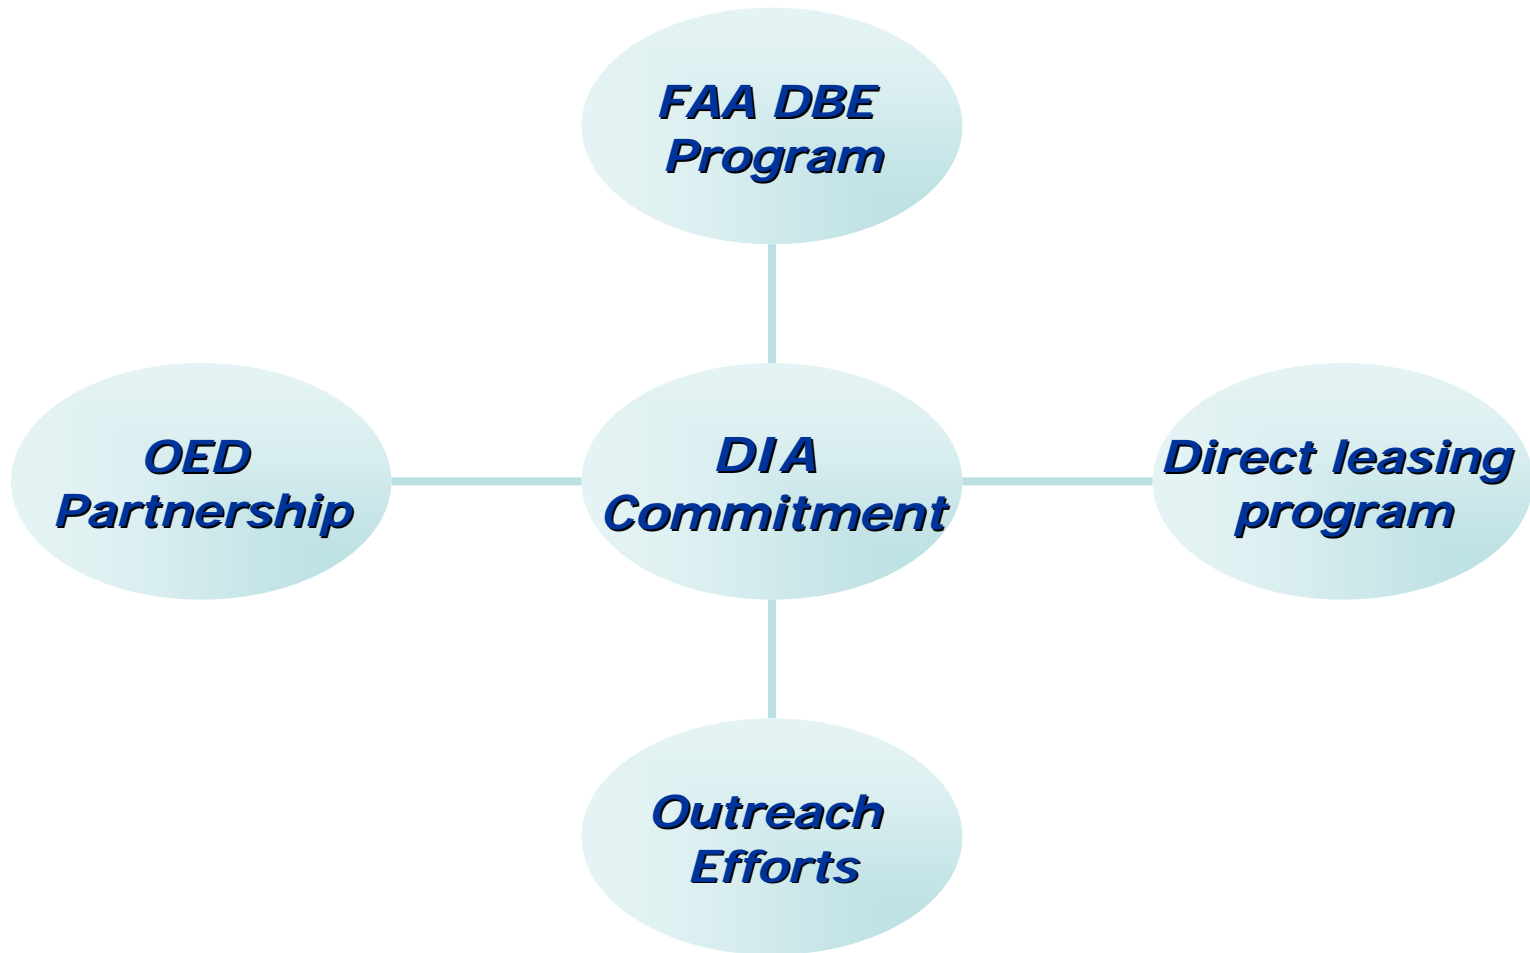 FAA DBE
Program
OED
Partnership
DIA
Commitment
Direct leasing
program
Outreach
Efforts